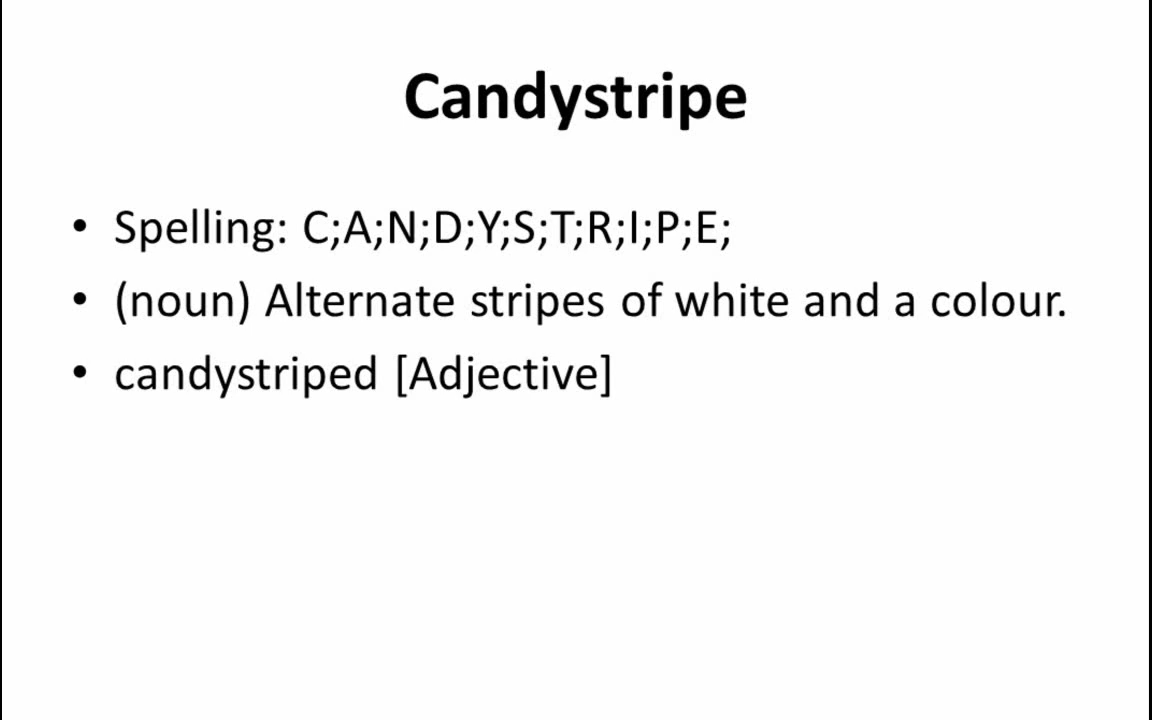 Candystripe
• Spelling: C;A;N;D;Y;S;T;R;I;P;E;
• (noun) Alternate stripes of white and a colour.
• candystriped [Adjective]